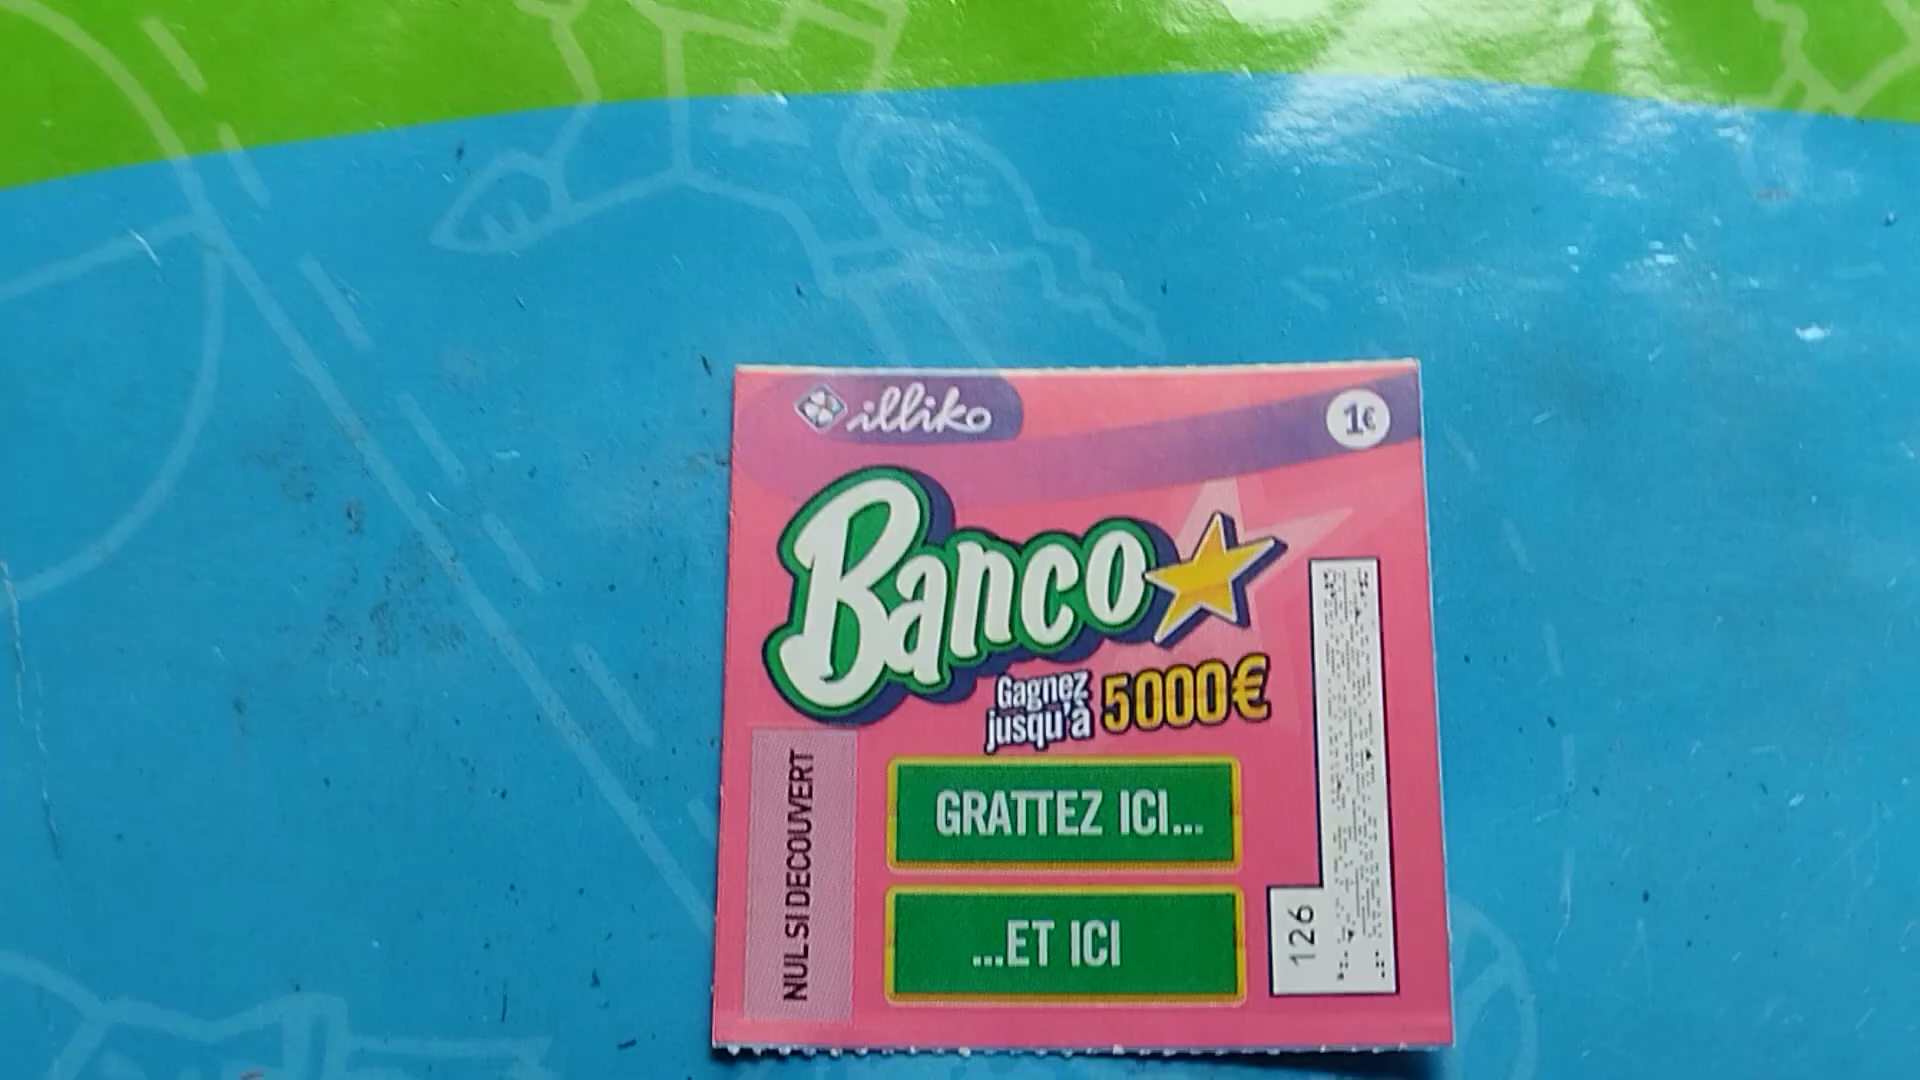 illiko
1€
Banco
Gagnez
jusqu'à 5000€
NUL SI DECOUVERT
GRATTEZ ICI...
...ET ICI
126